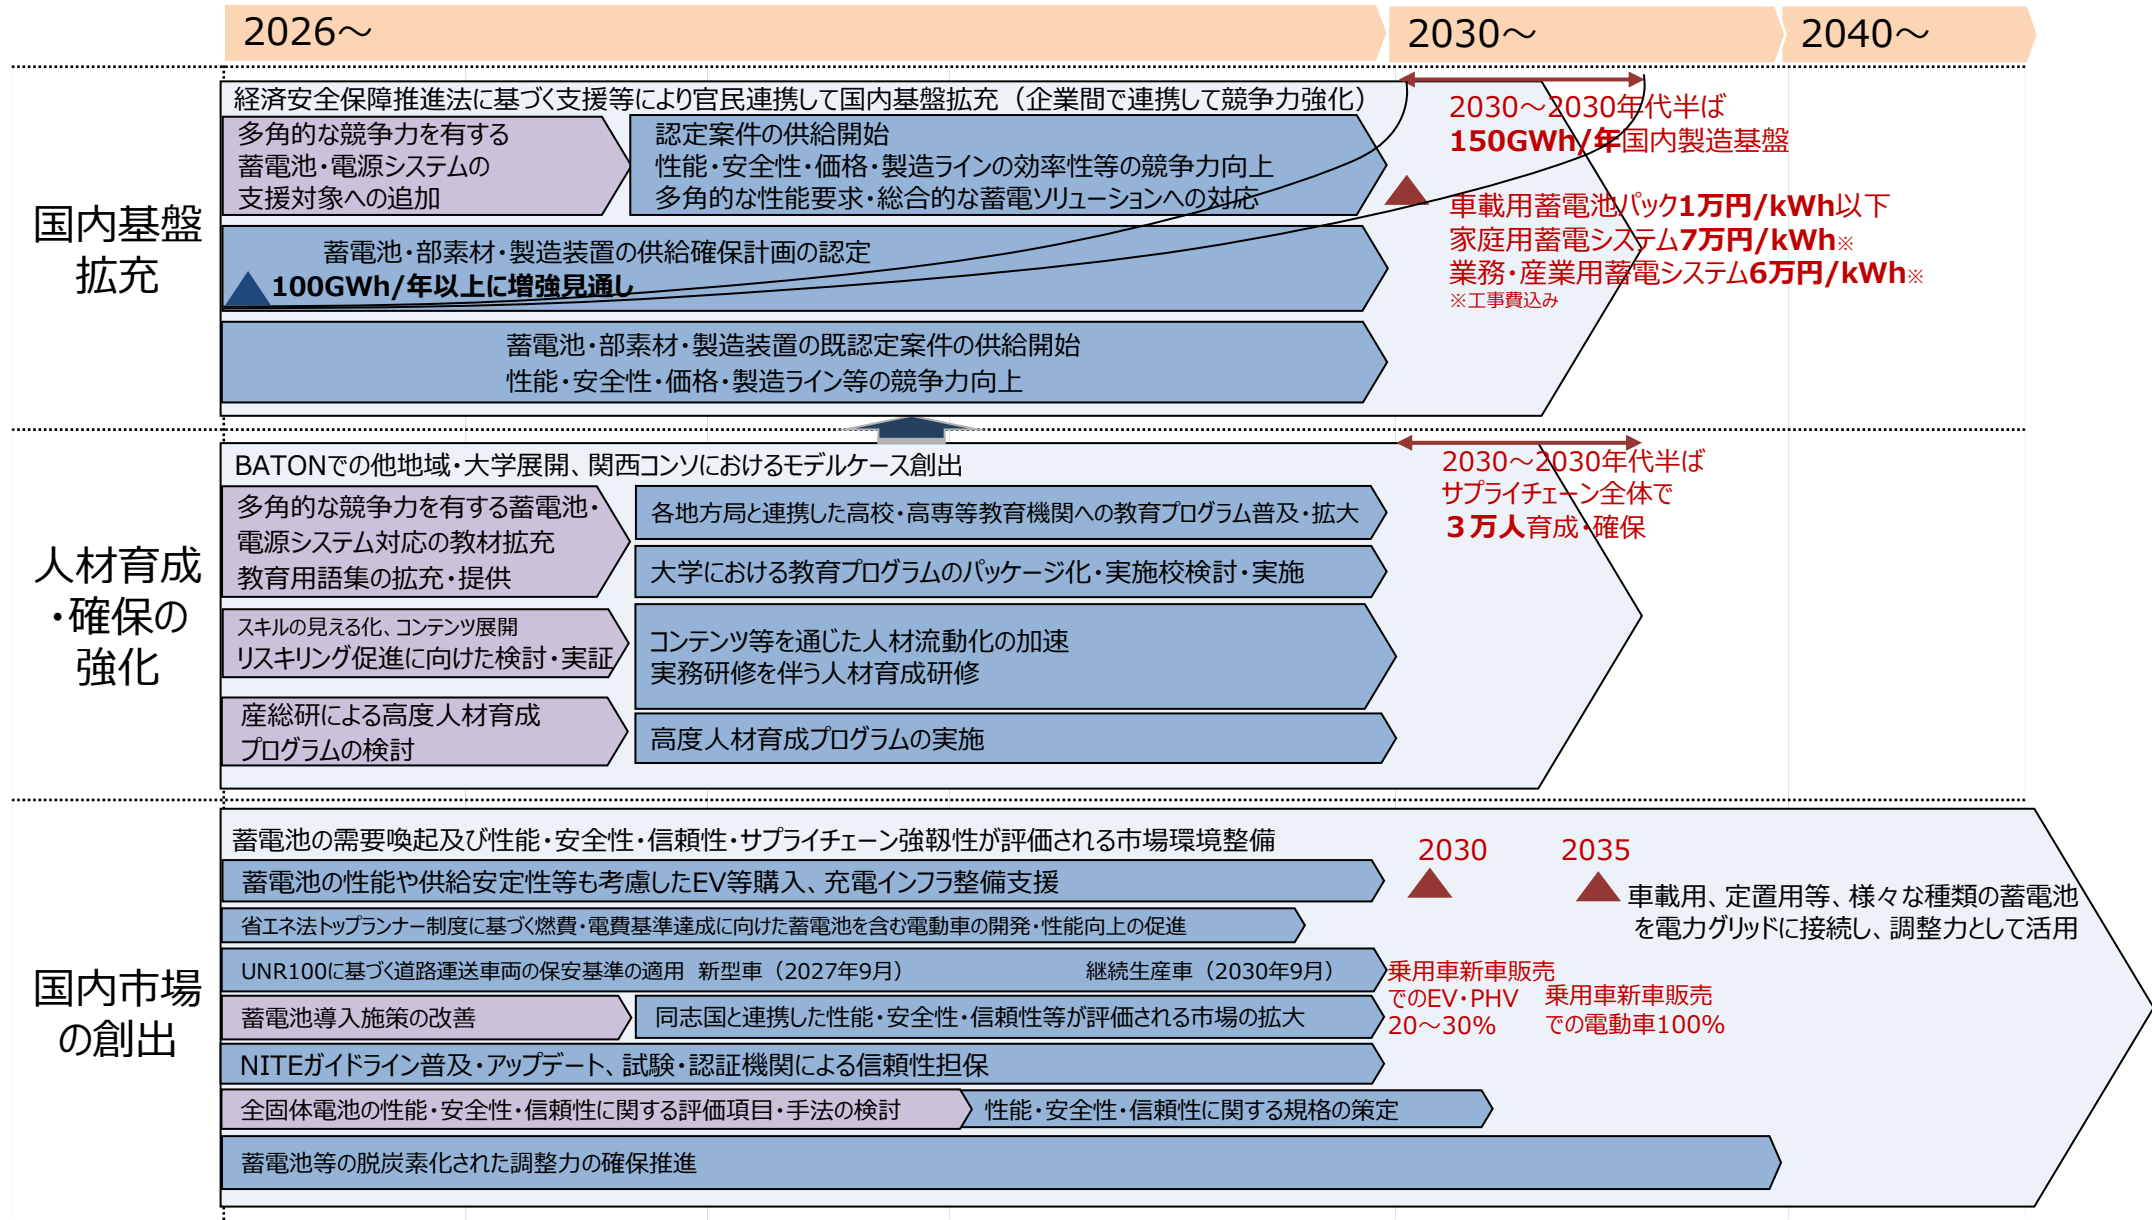 2026～
2030～
2040～
国内基盤
拡充
経済安全保障推進法に基づく支援等により官民連携して国内基盤拡充（企業間で連携して競争力強化）
多角的な競争力を有する
蓄電池・電源システムの
支援対象への追加
認定案件の供給開始
性能・安全性・価格・製造ラインの効率性等の競争力向上
多角的な性能要求・総合的な蓄電ソリューションへの対応
蓄電池・部素材・製造装置の供給確保計画の認定
100GWh/年以上に増強見通し
蓄電池・部素材・製造装置の既認定案件の供給開始
性能・安全性・価格・製造ライン等の競争力向上
2030～2030年代半ば
150GWh/年国内製造基盤
車載用蓄電池パック1万円/kWh以下
家庭用蓄電システム7万円/kWh※
業務・産業用蓄電システム6万円/kWh※
※工事費込み
人材育成
・確保の
強化
BATONでの他地域・大学展開、関西コンソにおけるモデルケース創出
多角的な競争力を有する蓄電池・
電源システム対応の教材拡充
教育用語集の拡充・提供
各地方局と連携した高校・高専等教育機関への教育プログラム普及・拡大
大学における教育プログラムのパッケージ化・実施校検討・実施
スキルの見える化、コンテンツ展開
リスキリング促進に向けた検討・実証
コンテンツ等を通じた人材流動化の加速
実務研修を伴う人材育成研修
産総研による高度人材育成
プログラムの検討
高度人材育成プログラムの実施
2030～2030年代半ば
サプライチェーン全体で
３万人育成・確保
国内市場
の創出
蓄電池の需要喚起及び性能・安全性・信頼性・サプライチェーン強靱性が評価される市場環境整備
蓄電池の性能や供給安定性等も考慮したEV等購入、充電インフラ整備支援
省エネ法トップランナー制度に基づく燃費・電費基準達成に向けた蓄電池を含む電動車の開発・性能向上の促進
UNR100に基づく道路運送車両の保安基準の適用 新型車（2027年9月） 継続生産車（2030年9月）
蓄電池導入施策の改善
同志国と連携した性能・安全性・信頼性等が評価される市場の拡大
NITEガイドライン普及・アップデート、試験・認証機関による信頼性担保
全固体電池の性能・安全性・信頼性に関する評価項目・手法の検討
性能・安全性・信頼性に関する規格の策定
蓄電池等の脱炭素化された調整力の確保推進
2030
2035
車載用、定置用等、様々な種類の蓄電池
を電力グリッドに接続し、調整力として活用
乗用車新車販売
でのEV・PHV
20～30%
乗用車新車販売
での電動車100%